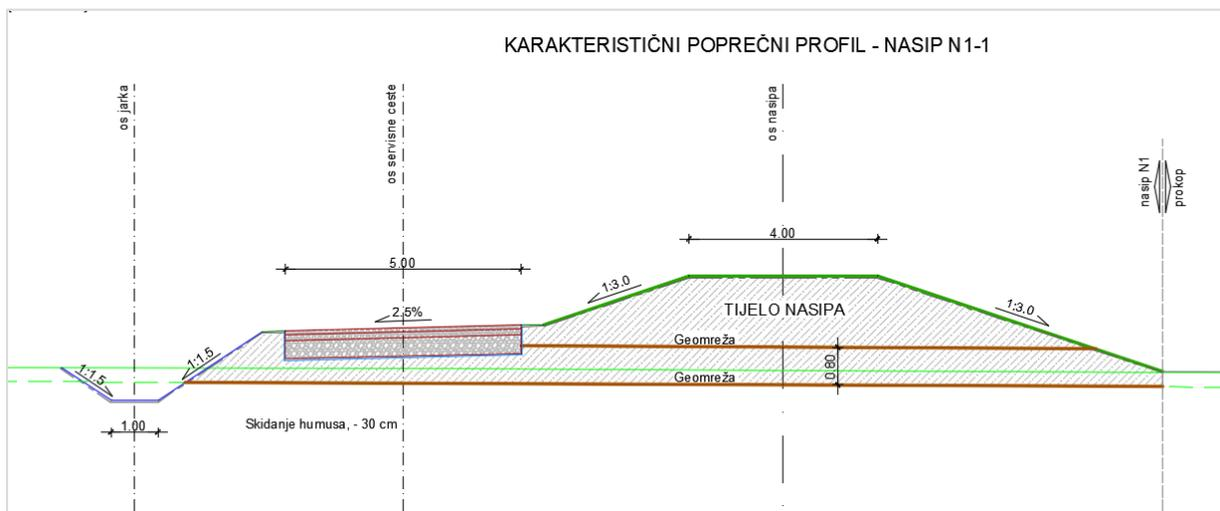 KARAKTERISTIČNI POPREČNI PROFIL - NASIP N1-1
os jarka
os servisne ceste
os nasipa
nasip N1
prokop
4.00
5.00
1:3.0
1:3.0
2.5%
TIJELO NASIPA
Geomreža
1:1.5
1:1.5
0.80
Geomreža
1.00
Skidanje humusa, - 30 cm